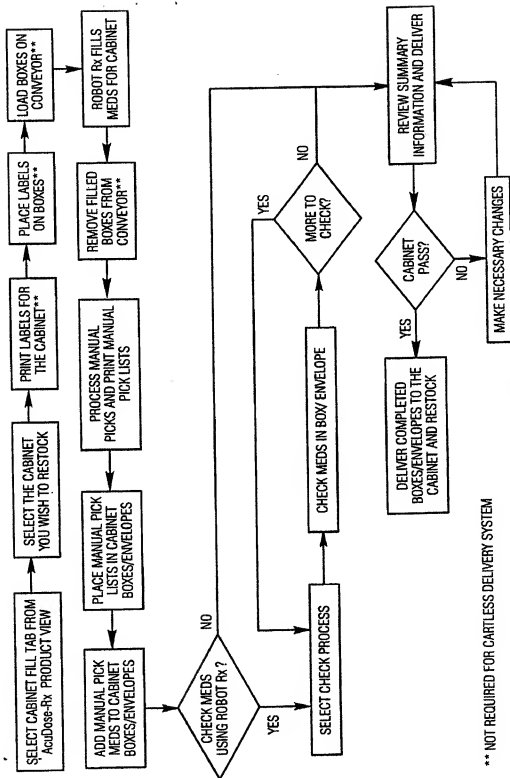 SELECT CABINET FILL TAB FROM
AcuDose-Rx PRODUCT VIEW
SELECT THE CABINET
YOU WISH TO RESTOCK
PRINT LABELS FOR
THE CABINET**
PLACE LABELS
ON BOXES**
LOAD BOXES ON
CONVEYOR**
ROBOT Rx FILLS
MEDS FOR CABINET
REMOVE FILLED
BOXES FROM
CONVEYOR**
PROCESS MANUAL
PICKS AND PRINT MANUAL
PICK LISTS
PLACE MANUAL PICK
LISTS IN CABINET
BOXES/ENVELOPES
ADD MANUAL PICK
MEDS TO CABINET
BOXES/ENVELOPES
CHECK MEDS
USING ROBOT Rx ?
NO
YES
SELECT CHECK PROCESS
CHECK MEDS IN BOX/ ENVELOPE
MORE TO
CHECK?
YES
NO
REVIEW SUMMARY
INFORMATION AND DELIVER
CABINET
PASS?
YES
NO
MAKE NECESSARY CHANGES
DELIVER COMPLETED
BOXES/ENVELOPES TO THE
CABINET AND RESTOCK
** NOT REQUIRED FOR CARTLESS DELIVERY SYSTEM